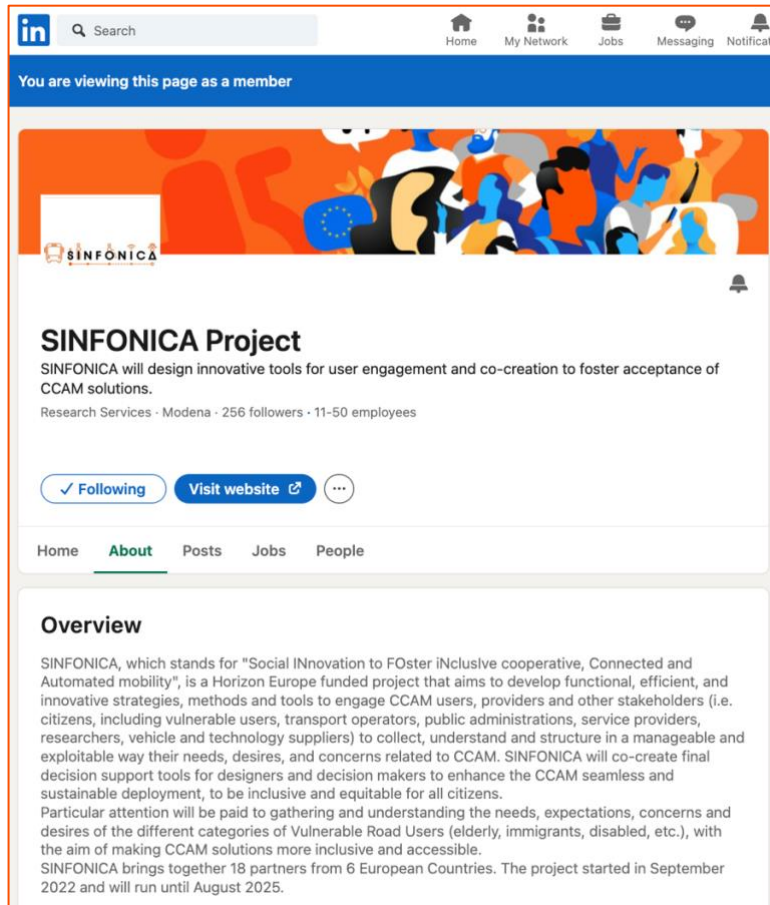 in
Search
Home
My Network
Jobs
Messaging
Notificat
You are viewing this page as a member
SINFONICA
SINFONICA Project
SINFONICA will design innovative tools for user engagement and co-creation to foster acceptance of
CCAM solutions.
Research Services · Modena · 256 followers · 11-50 employees
Following
Visit website
Home About Posts Jobs People
Overview
SINFONICA, which stands for "Social INnovation to FOster iNclusIve cooperative, Connected and
Automated mobility", is a Horizon Europe funded project that aims to develop functional, efficient, and
innovative strategies, methods and tools to engage CCAM users, providers and other stakeholders (i.e.
citizens, including vulnerable users, transport operators, public administrations, service providers,
researchers, vehicle and technology suppliers) to collect, understand and structure in a manageable and
exploitable way their needs, desires, and concerns related to CCAM. SINFONICA will co-create final
decision support tools for designers and decision makers to enhance the CCAM seamless and
sustainable deployment, to be inclusive and equitable for all citizens.
Particular attention will be paid to gathering and understanding the needs, expectations, concerns and
desires of the different categories of Vulnerable Road Users (elderly, immigrants, disabled, etc.), with
the aim of making CCAM solutions more inclusive and accessible.
SINFONICA brings together 18 partners from 6 European Countries. The project started in September
2022 and will run until August 2025.